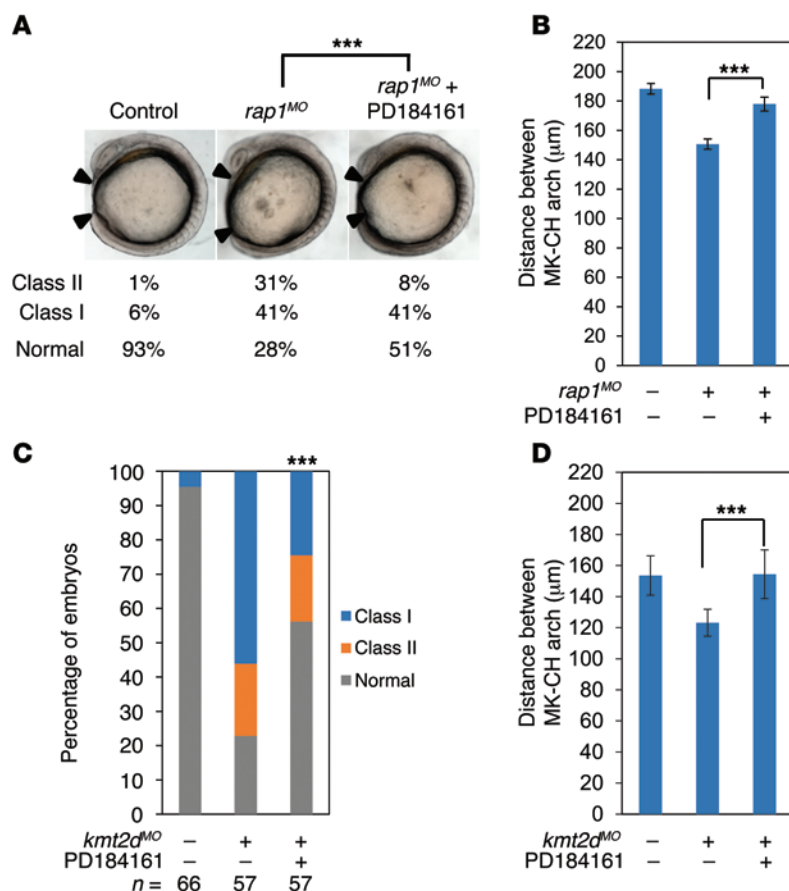 A
***
Control rap1MO rap1MO +
PD184161
Class II 1% 31% 8%
Class I 6% 41% 41%
Normal 93% 28% 51%
B
Distance between
MK-CH arch (μm)
220
200
180
160
140
120
100
80
60
40
20
0
***
rap1MO – + +
PD184161 – – +
C
Percentage of embryos
100
90
80
70
60
50
40
30
20
10
0
***
Class I
Class II
Normal
kmt2dMO – + +
PD184161 – – +
n = 66 57 57
D
Distance between
MK-CH arch (μm)
220
200
180
160
140
120
100
80
60
40
20
0
***
kmt2dMO – + +
PD184161 – – +